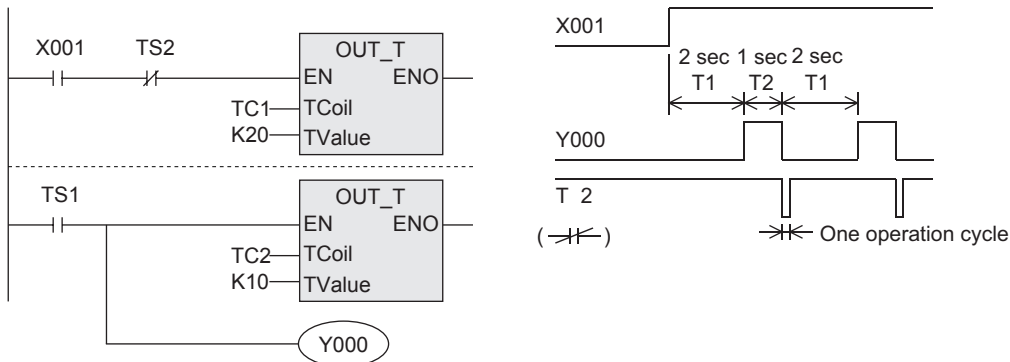 X001 TS2
OUT_T
EN ENO
TC1 TCoil
K20 TValue
TS1
OUT_T
EN ENO
TC2 TCoil
K10 TValue
Y000
X001
2 sec 1 sec 2 sec
T1 T2 T1
Y000
T 2
( )
One operation cycle